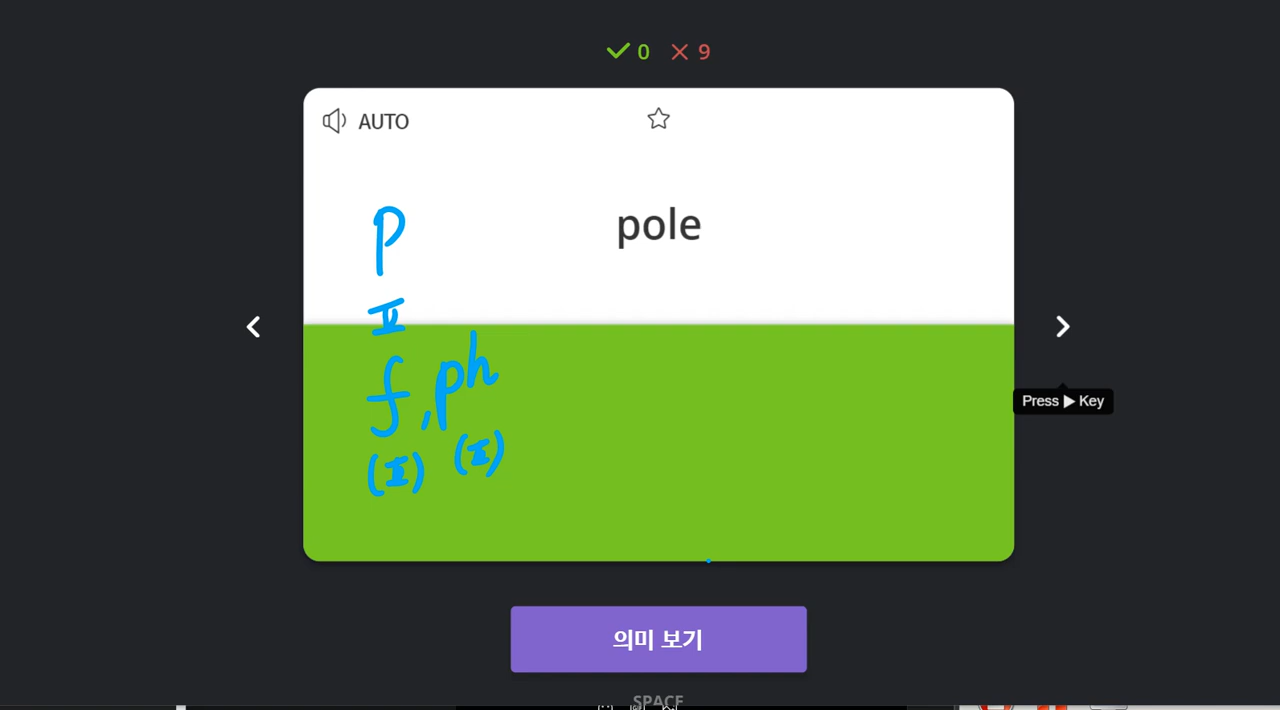 0 9
AUTO
pole
p
ㅍ
f, ph
(ㅍ) (ㅍ)
Press ▶ Key
의미 보기
SPACE